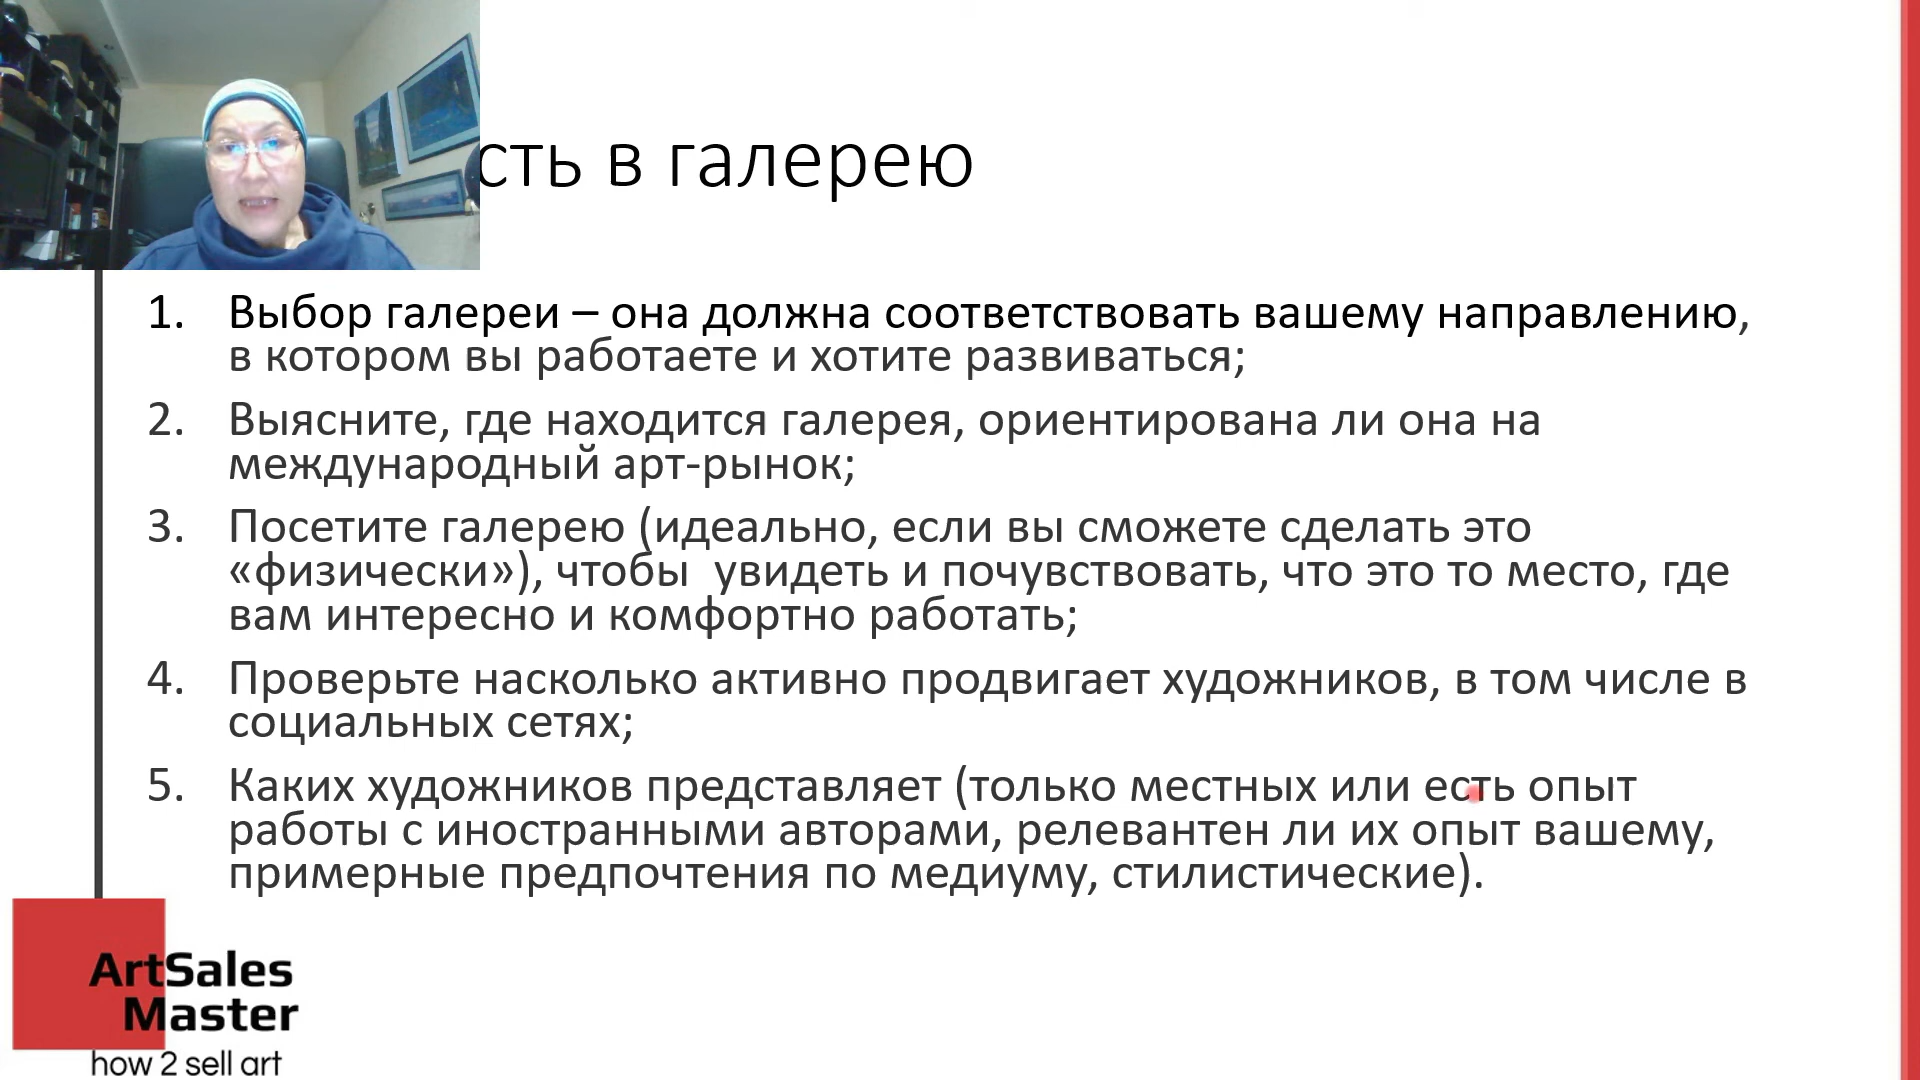 сть в галерею
1. Выбор галереи – она должна соответствовать вашему направлению,
в котором вы работаете и хотите развиваться;
2. Выясните, где находится галерея, ориентирована ли она на
международный арт-рынок;
3. Посетите галерею (идеально, если вы сможете сделать это
«физически»), чтобы  увидеть и почувствовать, что это то место, где
вам интересно и комфортно работать;
4. Проверьте насколько активно продвигает художников, в том числе в
социальных сетях;
5. Каких художников представляет (только местных или есть опыт
работы с иностранными авторами, релевантен ли их опыт вашему,
примерные предпочтения по медиуму, стилистические).
ArtSales
Master
how 2 sell art